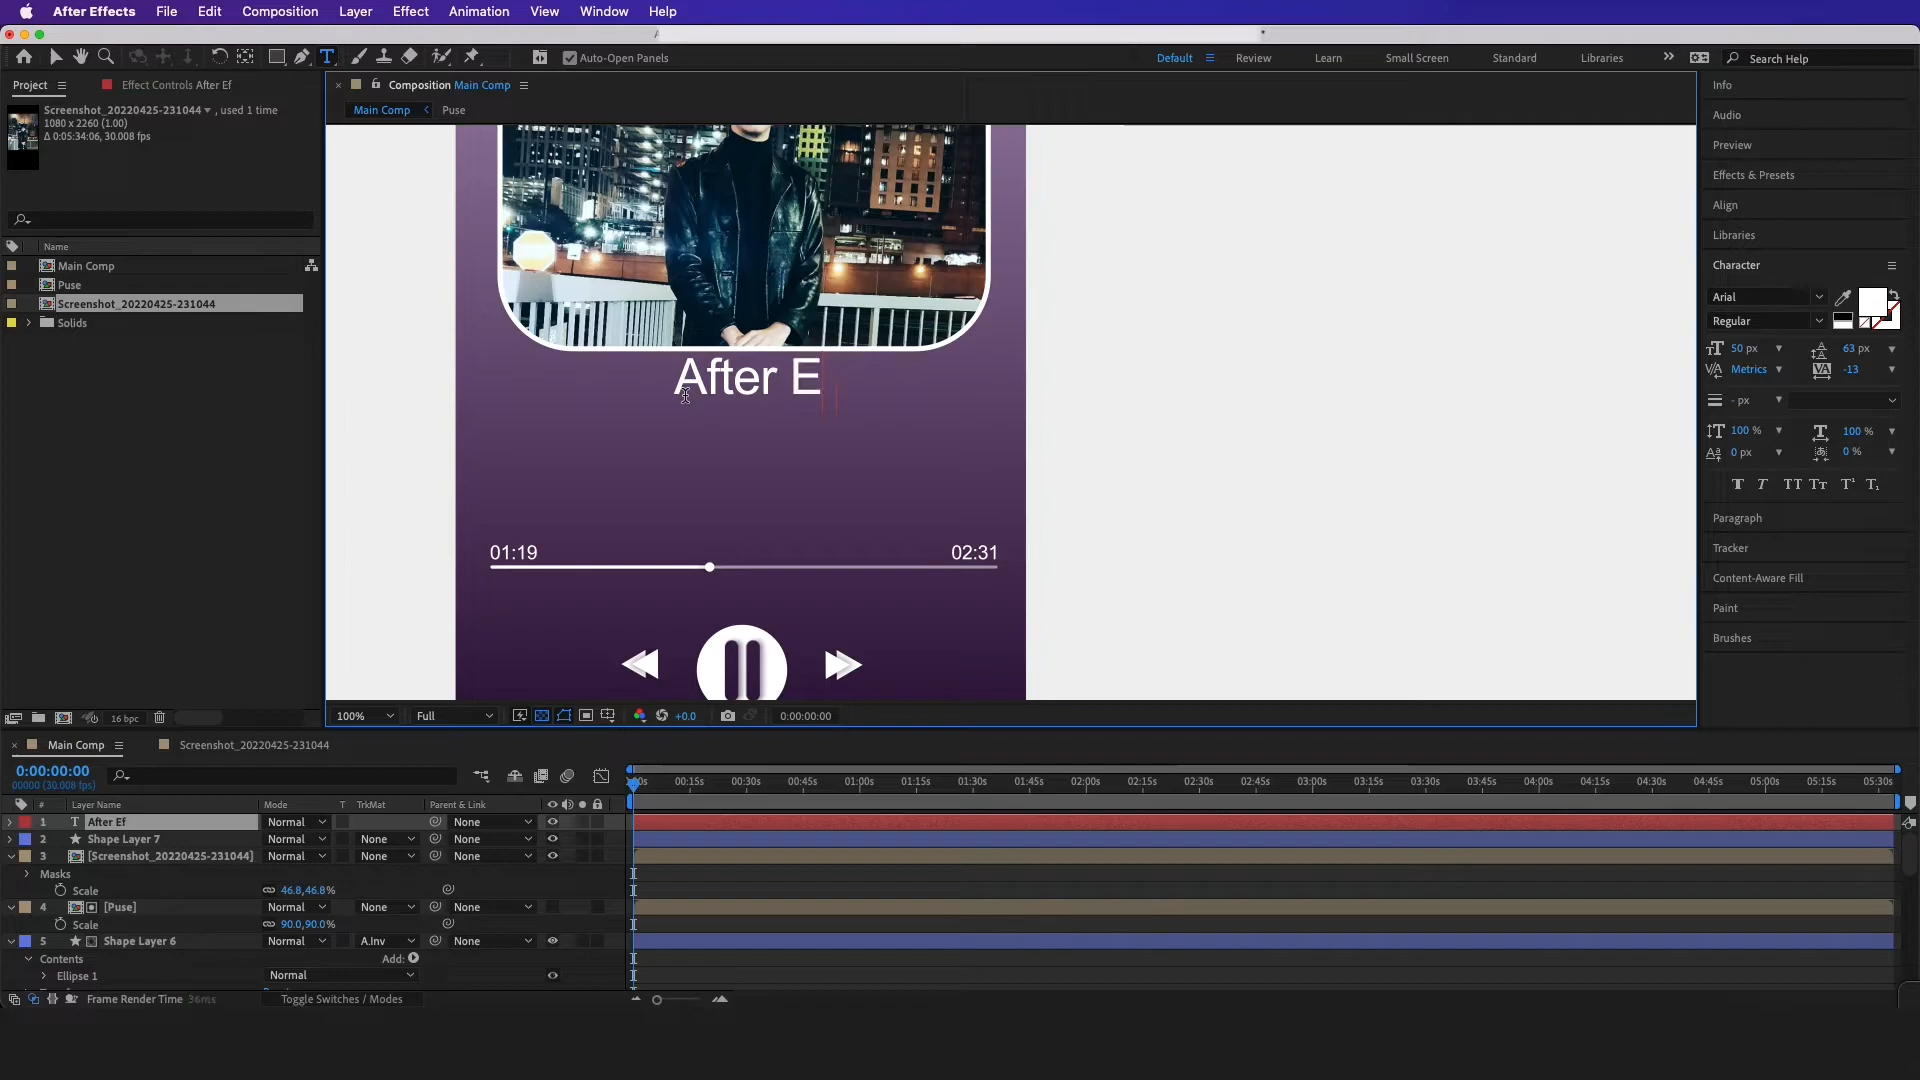 After Effects File Edit Composition Layer Effect Animation View Window Help
A *
Auto-Open Panels Default Review Learn Small Screen Standard Libraries Search Help
Project Effect Controls After Ef
Screenshot_20220425-231044 , used 1 time
1080 x 2260 (1.00)
Δ 0:05:34:06, 30.008 fps
Name
Main Comp
Puse
Screenshot_20220425-231044
Solids
16 bpc
Composition Main Comp
Main Comp Puse
After E
01:19 02:31
100% Full +0.0 0:00:00:00
Info
Audio
Preview
Effects & Presets
Align
Libraries
Character
Arial
Regular
50 px 63 px
Metrics -13
- px
100 % 100 %
0 px 0 %
T T TT TT T¹ T₁
Paragraph
Tracker
Content-Aware Fill
Paint
Brushes
Main Comp Screenshot_20220425-231044
0:00:00:00
00000 (30.008 fps)
# Layer Name Mode T TrkMat Parent & Link
1 T After Ef Normal None
2 Shape Layer 7 Normal None None
3 [Screenshot_20220425-231044] Normal None None
Masks
Scale 46.8,46.8%
4 [Puse] Normal None None
Scale 90.0,90.0%
5 Shape Layer 6 Normal A.Inv None
Contents Add:
Ellipse 1 Normal
Frame Render Time 36ms Toggle Switches / Modes
00s 00:15s 00:30s 00:45s 01:00s 01:15s 01:30s 01:45s 02:00s 02:15s 02:30s 02:45s 03:00s 03:15s 03:30s 03:45s 04:00s 04:15s 04:30s 04:45s 05:00s 05:15s 05:30s